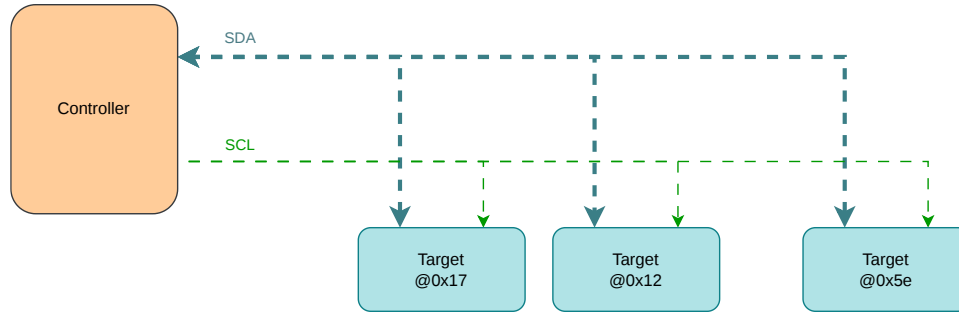 SDA
Controller
SCL
Target
@0x17
Target
@0x12
Target
@0x5e